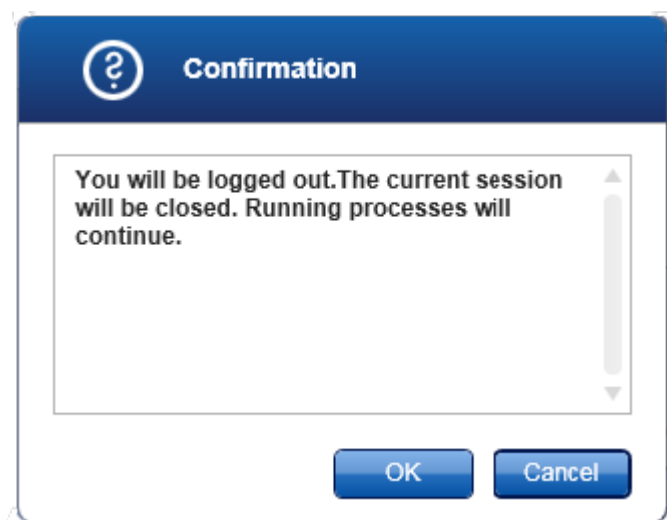 Confirmation
You will be logged out.The current session
will be closed. Running processes will
continue.
OK
Cancel